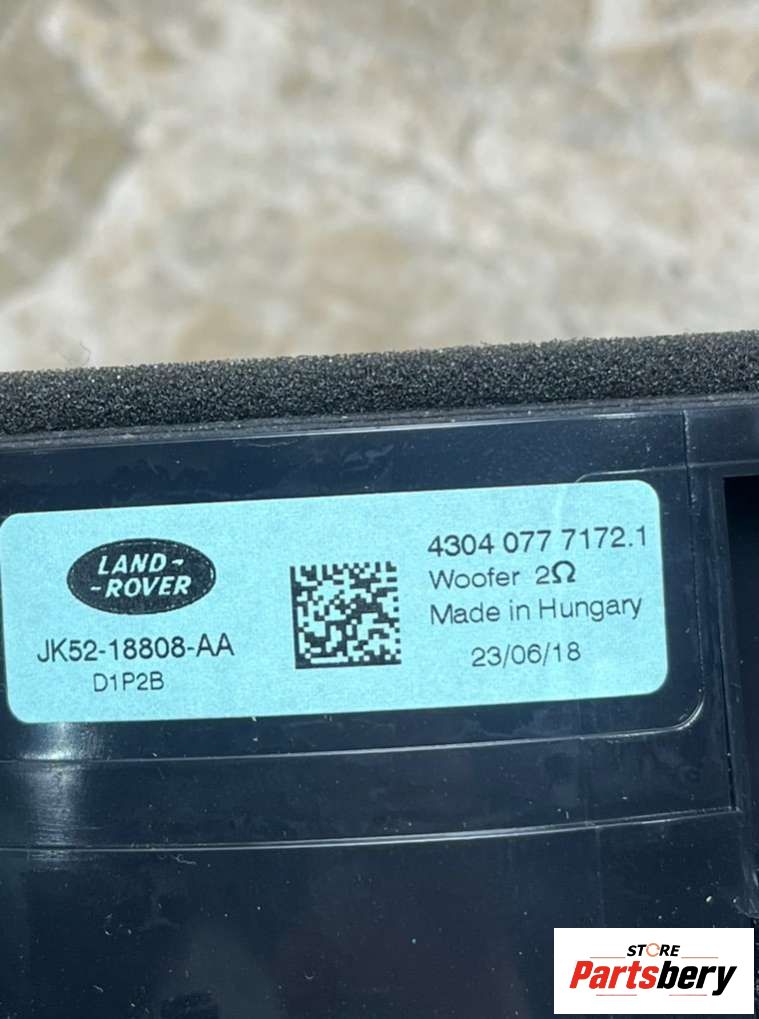 LAND-
-ROVER
JK52-18808-AA
D1P2B
4304 077 7172.1
Woofer 2Ω
Made in Hungary
23/06/18
STORE
Partsbery